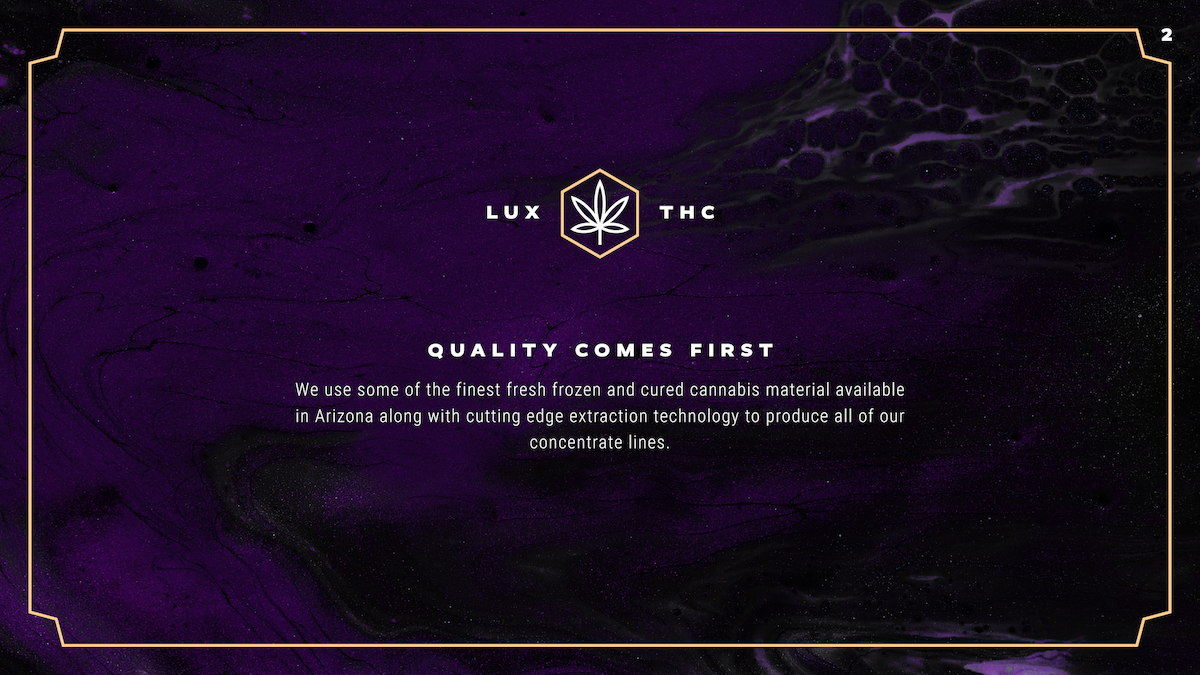 2
LUX THC
QUALITY COMES FIRST
We use some of the finest fresh frozen and cured cannabis material available
in Arizona along with cutting edge extraction technology to produce all of our
concentrate lines.